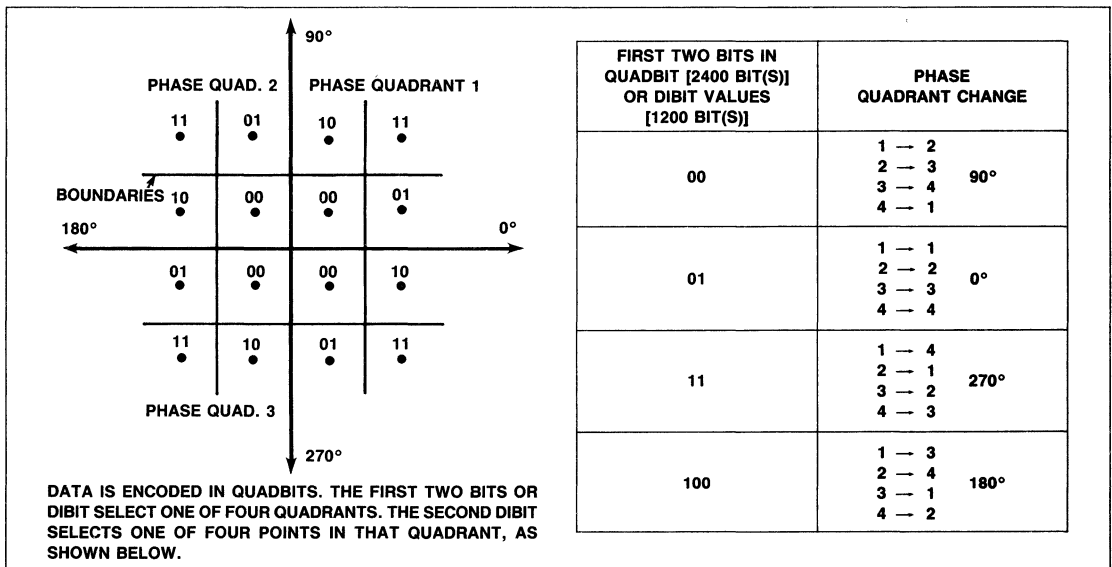 90°
PHASE QUAD. 2 PHASE QUADRANT 1
11 01 10 11
BOUNDARIES 10 00 00 01
180° 0°
01 00 00 10
11 10 01 11
PHASE QUAD. 3
270°
DATA IS ENCODED IN QUADBITS. THE FIRST TWO BITS OR
DIBIT SELECT ONE OF FOUR QUADRANTS. THE SECOND DIBIT
SELECTS ONE OF FOUR POINTS IN THAT QUADRANT, AS
SHOWN BELOW.
FIRST TWO BITS IN
QUADBIT [2400 BIT(S)]
OR DIBIT VALUES
[1200 BIT(S)]
PHASE
QUADRANT CHANGE
00
1 → 2
2 → 3
3 → 4
4 → 1
90°
01
1 → 1
2 → 2
3 → 3
4 → 4
0°
11
1 → 4
2 → 1
3 → 2
4 → 3
270°
100
1 → 3
2 → 4
3 → 1
4 → 2
180°